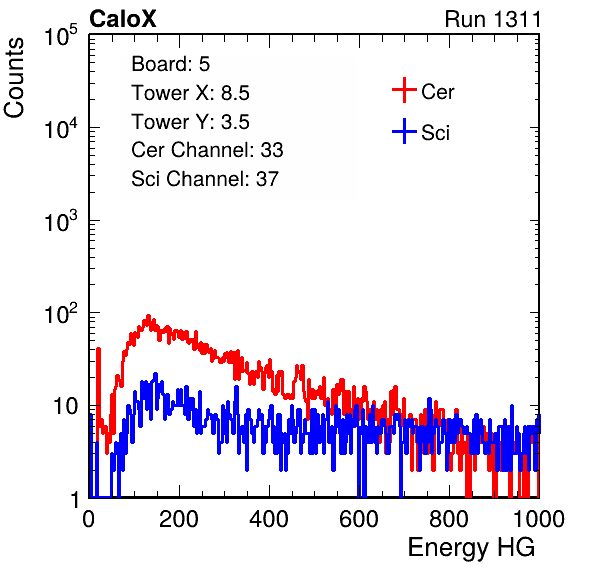 CaloX Run 1311
Counts
10^5
10^4
10^3
10^2
10
1
Board: 5
Tower X: 8.5
Tower Y: 3.5
Cer Channel: 33
Sci Channel: 37
Cer
Sci
0 200 400 600 800 1000
Energy HG